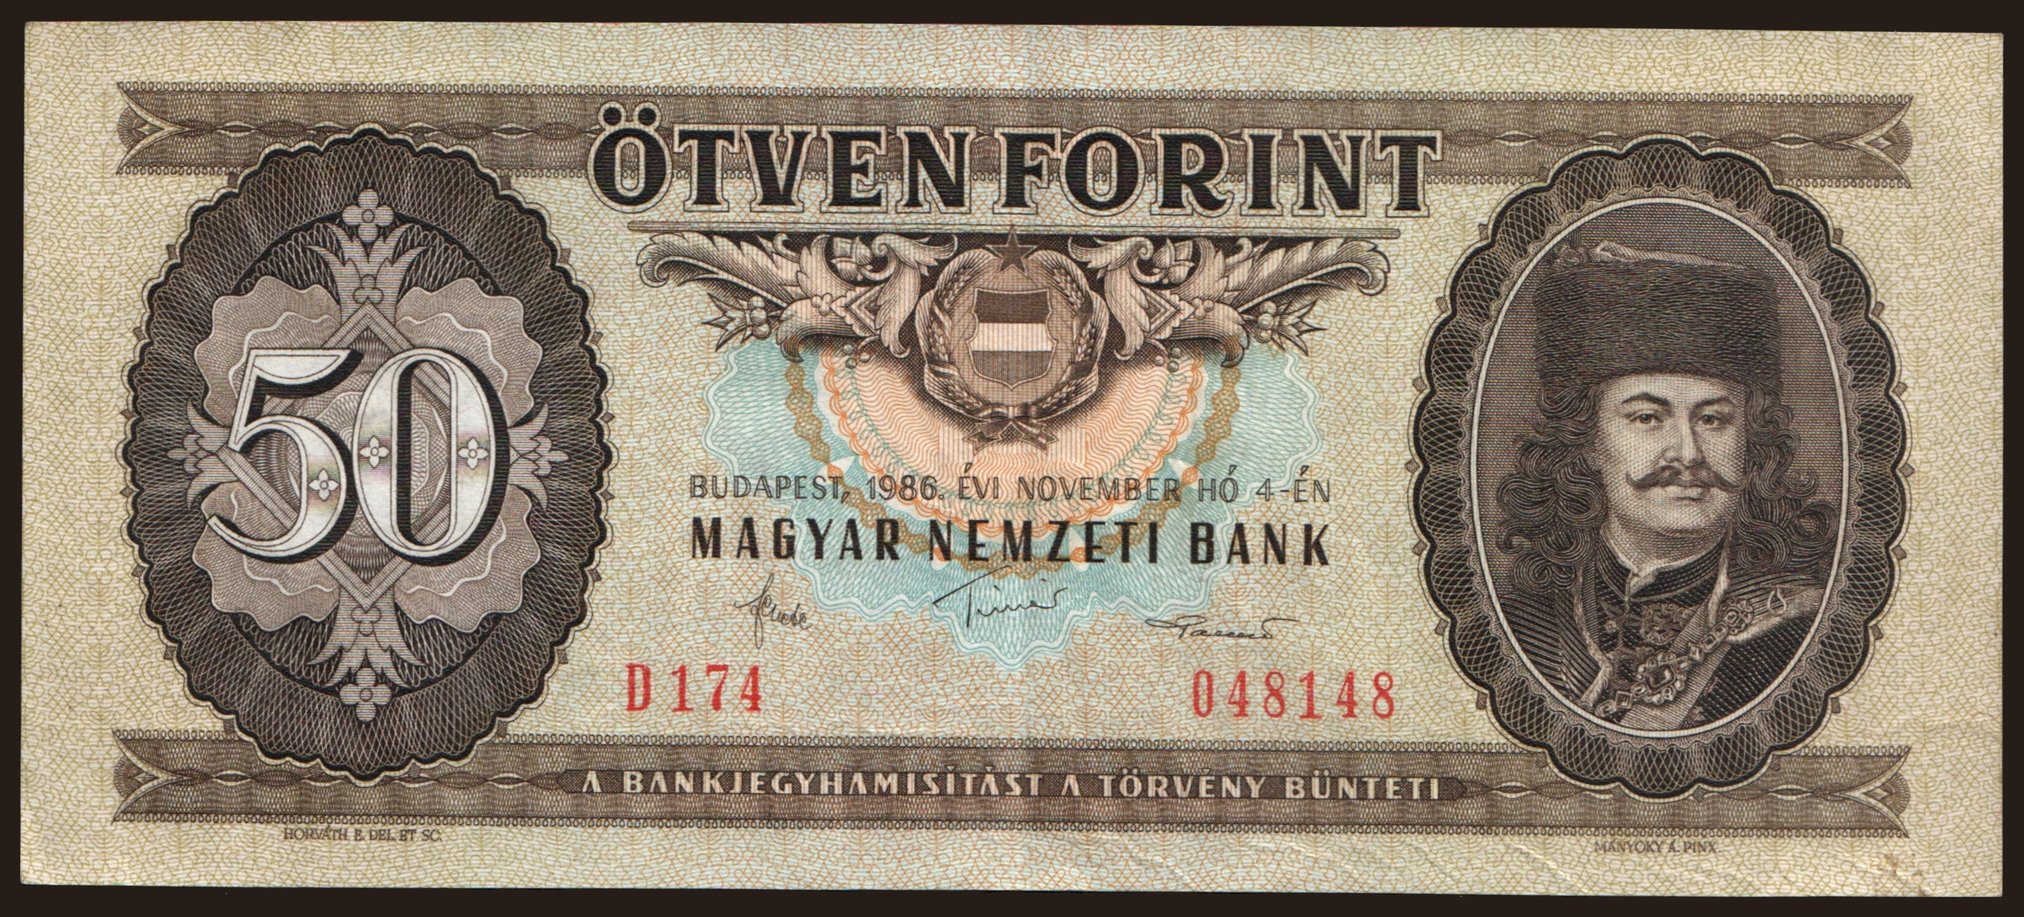 ÖTVEN FORINT
50
BUDAPEST, 1986. ÉVI NOVEMBER HÓ 4-ÉN
MAGYAR NEMZETI BANK
D174 048148
A BANKJEGYHAMISÍTÁST A TÖRVÉNY BÜNTETI
HORVÁTH E. DEL. ET SC.
MÁNYOKY Á. PINX.